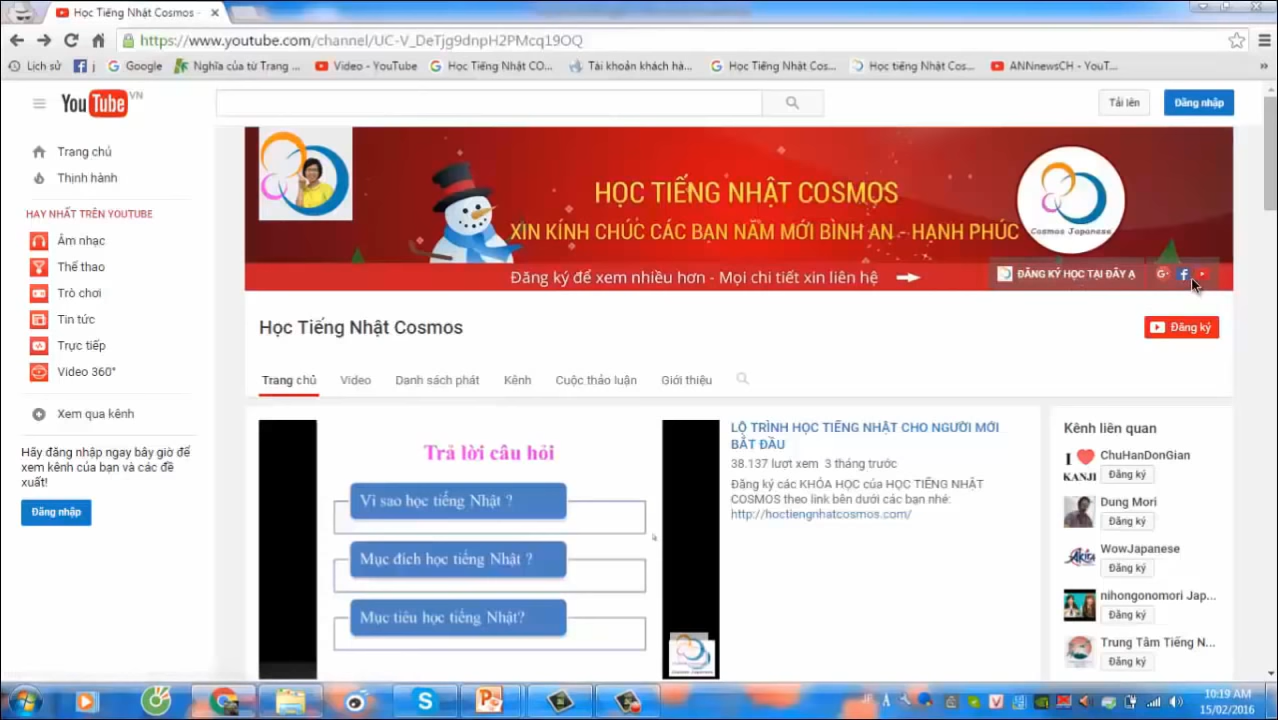 Học Tiếng Nhật Cosmos -
https://www.youtube.com/channel/UC-V_DeTjg9dnpH2PMcq19OQ
Lịch sử
j
Google
Nghĩa của từ Trang ...
Video - YouTube
Học Tiếng Nhật CO...
Tài khoản khách hà...
Học Tiếng Nhật Cos...
Học tiếng Nhật Cos...
ANNnewsCH - YouT...
»
You Tube VN
Tải lên
Đăng nhập
Trang chủ
Thịnh hành
HAY NHẤT TRÊN YOUTUBE
Âm nhạc
Thể thao
Trò chơi
Tin tức
Trực tiếp
Video 360°
Xem qua kênh
Hãy đăng nhập ngay bây giờ để
xem kênh của bạn và các đề
xuất!
Đăng nhập
HỌC TIẾNG NHẬT COSMOS
XIN KÍNH CHÚC CÁC BẠN NĂM MỚI BÌNH AN - HẠNH PHÚC
Cosmos Japanese
Đăng ký để xem nhiều hơn - Mọi chi tiết xin liên hệ
ĐĂNG KÝ HỌC TẠI ĐÂY Ạ
Học Tiếng Nhật Cosmos
Đăng ký
Trang chủ
Video
Danh sách phát
Kênh
Cuộc thảo luận
Giới thiệu
Trả lời câu hỏi
Vì sao học tiếng Nhật ?
Mục đích học tiếng Nhật ?
Mục tiêu học tiếng Nhật?
LỘ TRÌNH HỌC TIẾNG NHẬT CHO NGƯỜI MỚI
BẮT ĐẦU
38.137 lượt xem 3 tháng trước
Đăng ký các KHÓA HỌC của HỌC TIẾNG NHẬT
COSMOS theo link bên dưới các bạn nhé:
http://hoctiengnhatcosmos.com/
Kênh liên quan
I ❤ KANJI
ChuHanDonGian
Đăng ký
Dung Mori
Đăng ký
Akira
WowJapanese
Đăng ký
nihongonomori Jap...
Đăng ký
Trung Tâm Tiếng N...
Đăng ký
10:19 AM
15/02/2016